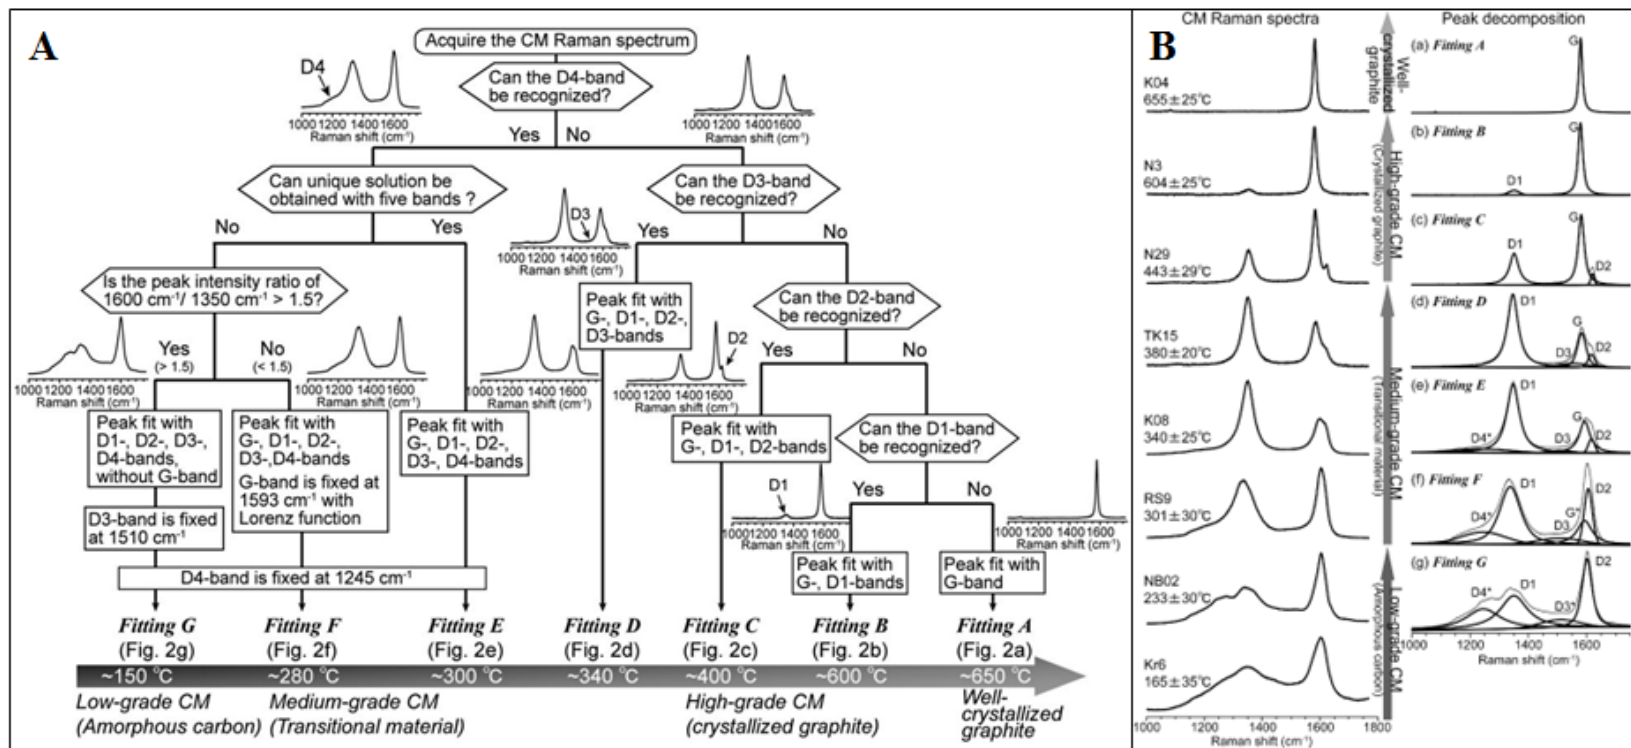 A
Acquire the CM Raman spectrum
Can the D4-band
be recognized?
D4
1000 1200 1400 1600
Raman shift (cm⁻¹)
1000 1200 1400 1600
Raman shift (cm⁻¹)
Yes
No
Can unique solution be
obtained with five bands ?
Can the D3-band
be recognized?
D3
1000 1200 1400 1600
Raman shift (cm⁻¹)
No
Yes
Yes
No
Is the peak intensity ratio of
1600 cm⁻¹/ 1350 cm⁻¹ > 1.5?
Peak fit with
G-, D1-, D2-,
D3-bands
Can the D2-band
be recognized?
Yes
(> 1.5)
No
(< 1.5)
1000 1200 1400 1600
Raman shift (cm⁻¹)
1000 1200 1400 1600
Raman shift (cm⁻¹)
1000 1200 1400 1600
Raman shift (cm⁻¹)
D2
1000 1200 1400 1600
Raman shift (cm⁻¹)
Yes
No
Peak fit with
D1-, D2-, D3-,
D4-bands,
without G-band
Peak fit with
G-, D1-, D2-,
D3-,D4-bands
G-band is fixed at
1593 cm⁻¹ with
Lorenz function
Peak fit with
G-, D1-, D2-,
D3-, D4-bands
Peak fit with
G-, D1-, D2-bands
Can the D1-band
be recognized?
D3-band is fixed
at 1510 cm⁻¹
D1
1000 1200 1400 1600
Raman shift (cm⁻¹)
Yes
No
1000 1200 1400 1600
Raman shift (cm⁻¹)
D4-band is fixed at 1245 cm⁻¹
Peak fit with
G-, D1-bands
Peak fit with
G-band
Fitting G
(Fig. 2g)
Fitting F
(Fig. 2f)
Fitting E
(Fig. 2e)
Fitting D
(Fig. 2d)
Fitting C
(Fig. 2c)
Fitting B
(Fig. 2b)
Fitting A
(Fig. 2a)
~150 ℃
~280 ℃
~300 ℃
~340 ℃
~400 ℃
~600 ℃
~650 ℃
Low-grade CM
(Amorphous carbon)
Medium-grade CM
(Transitional material)
High-grade CM
(crystallized graphite)
Well-
crystallized
graphite
B
CM Raman spectra
Peak decomposition
K04
655±25℃
N3
604±25℃
N29
443±29℃
TK15
380±20℃
K08
340±25℃
RS9
301±30℃
NB02
233±30℃
Kr6
165±35℃
1000 1200 1400 1600 1800
Raman shift (cm⁻¹)
Well-
crystallized
graphite
High-grade CM
(Crystallized graphite)
Medium-grade CM
(Transitional material)
Low-grade CM
(Amorphous carbon)
(a) Fitting A
G
(b) Fitting B
G
D1
(c) Fitting C
G
D1
D2
(d) Fitting D
D1
G
D3
D2
(e) Fitting E
D1
G
D4*
D3
D2
(f) Fitting F
D1
D2
D4*
G*
D3
(g) Fitting G
D2
D4*
D1
D3*
1200 1400 1600
Raman shift (cm⁻¹)